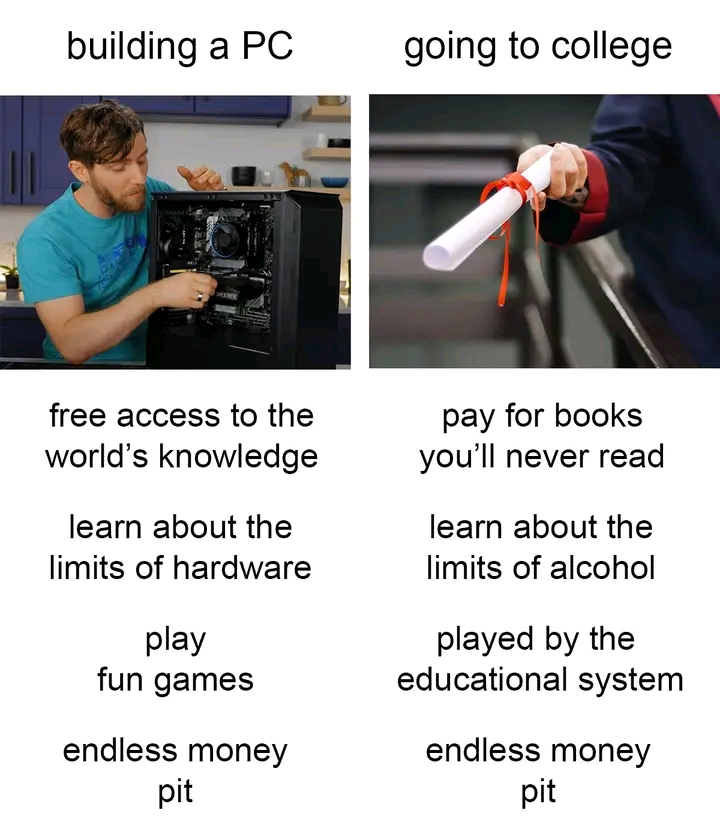 building a PC
going to college
free access to the
world's knowledge
pay for books
you'll never read
learn about the
limits of hardware
learn about the
limits of alcohol
play
fun games
played by the
educational system
endless money
pit
endless money
pit